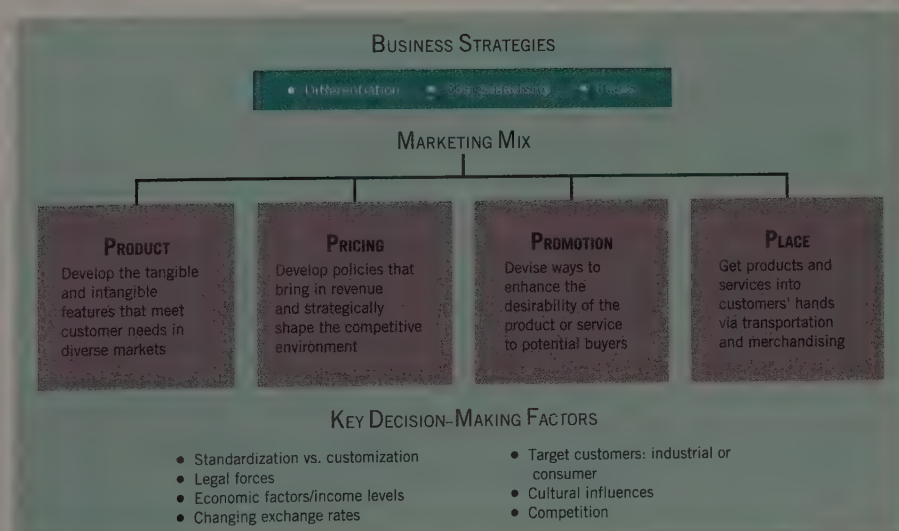 BUSINESS STRATEGIES
• Differentiation
MARKETING MIX
PRODUCT
Develop the tangible
and intangible
features that meet
customer needs in
diverse markets
PRICING
Develop policies that
bring in revenue
and strategically
shape the competitive
environment
PROMOTION
Devise ways to
enhance the
desirability of the
product or service
to potential buyers
PLACE
Get products and
services into
customers' hands
via transportation
and merchandising
KEY DECISION-MAKING FACTORS
• Standardization vs. customization
• Legal forces
• Economic factors/income levels
• Changing exchange rates
• Target customers: industrial or
consumer
• Cultural influences
• Competition